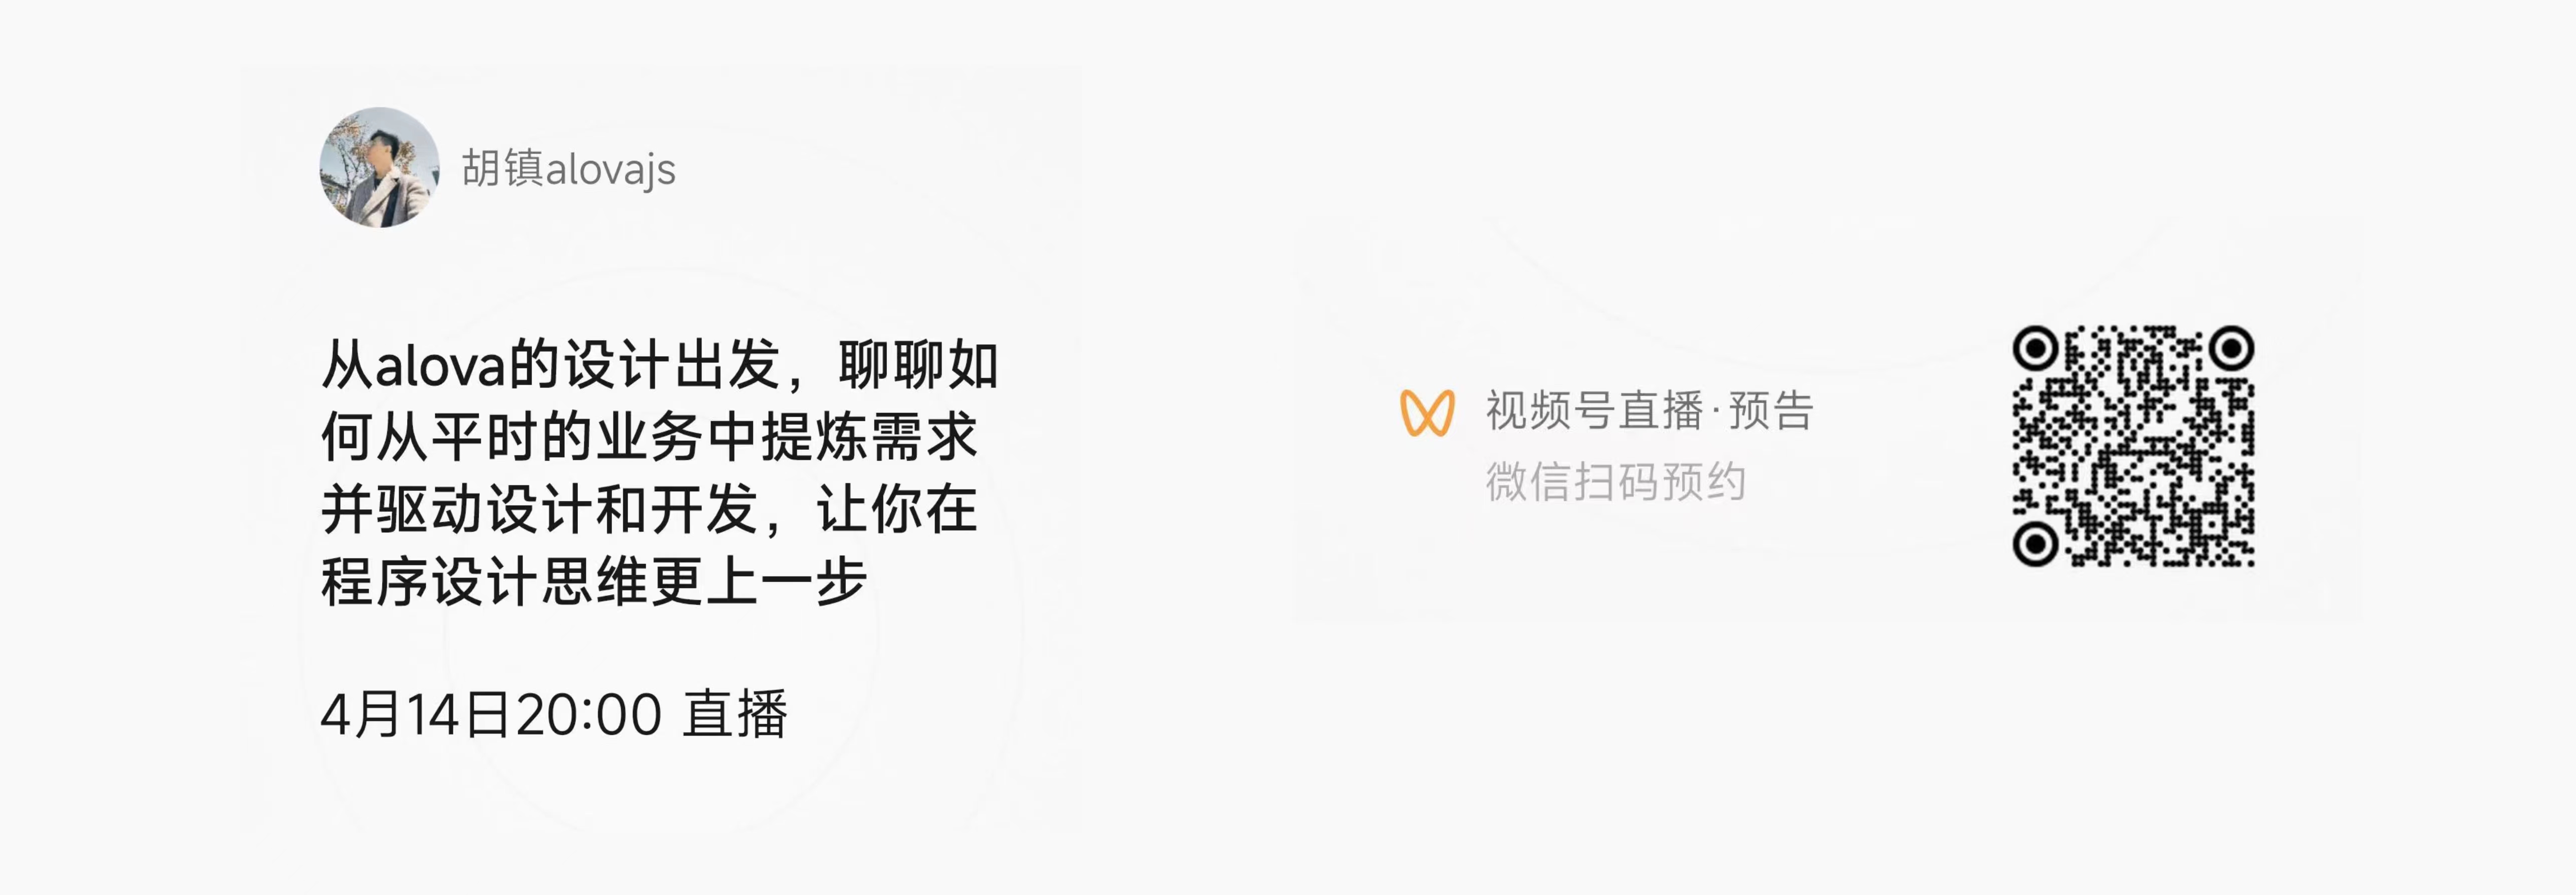 胡镇alovajs
从alova的设计出发，聊聊如
何从平时的业务中提炼需求
并驱动设计和开发，让你在
程序设计思维更上一步
4月14日20:00 直播
视频号直播·预告
微信扫码预约